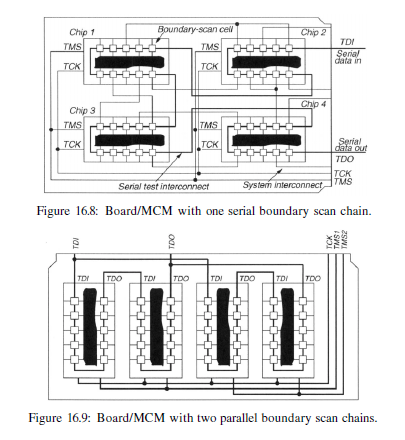 Boundary-scan cell
Chip 1
Chip 2
TDI
TMS
TMS
Serial
data in
TCK
TCK
Chip 3
Chip 4
TMS
TMS
TCK
TCK
Serial
data out
TDO
TCK
Serial test interconnect
System interconnect
TMS
Figure 16.8: Board/MCM with one serial boundary scan chain.
TDI
TDO
TCK
TMS1
TMS2
TDI TDO TDI TDO TDI TDO TDI TDO
Figure 16.9: Board/MCM with two parallel boundary scan chains.